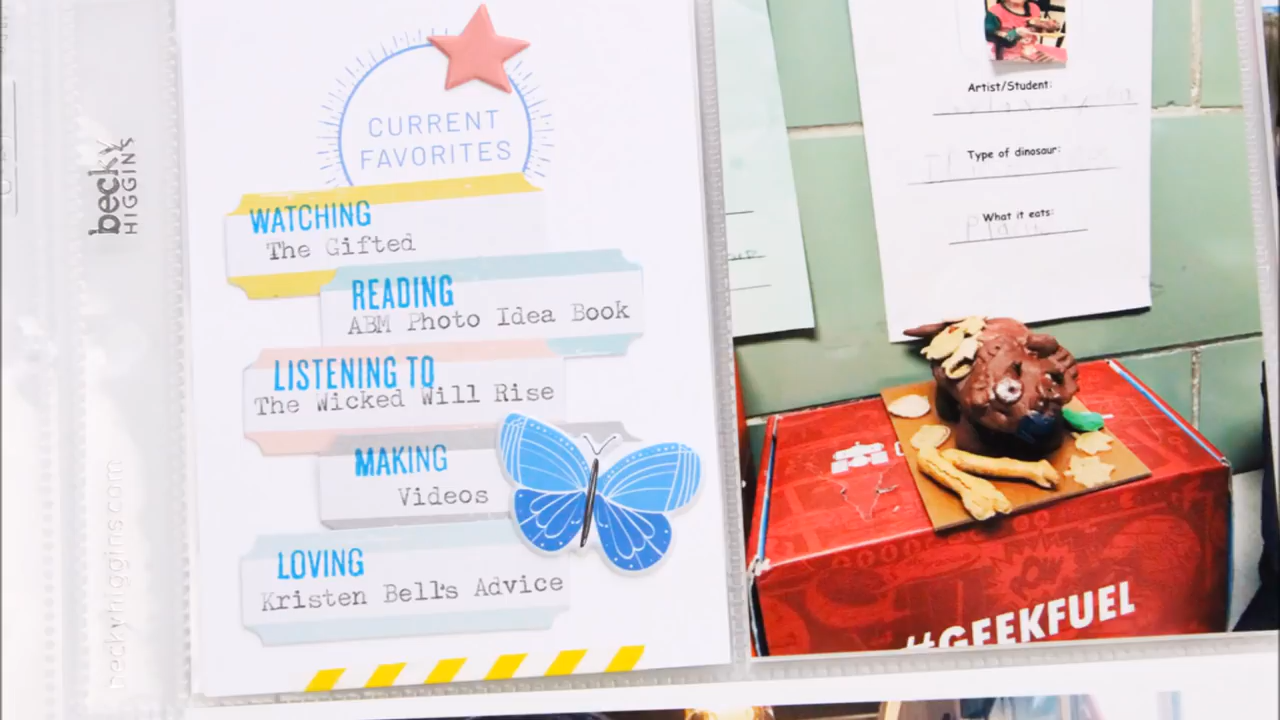 becky
HIGGINS
beckyhiggins.com
CURRENT
FAVORITES
WATCHING
The Gifted
READING
ABM Photo Idea Book
LISTENING TO
The Wicked Will Rise
MAKING
Videos
LOVING
Kristen Bell's Advice
Artist/Student:
Type of dinosaur:
What it eats:
POW
#GEEKFUEL